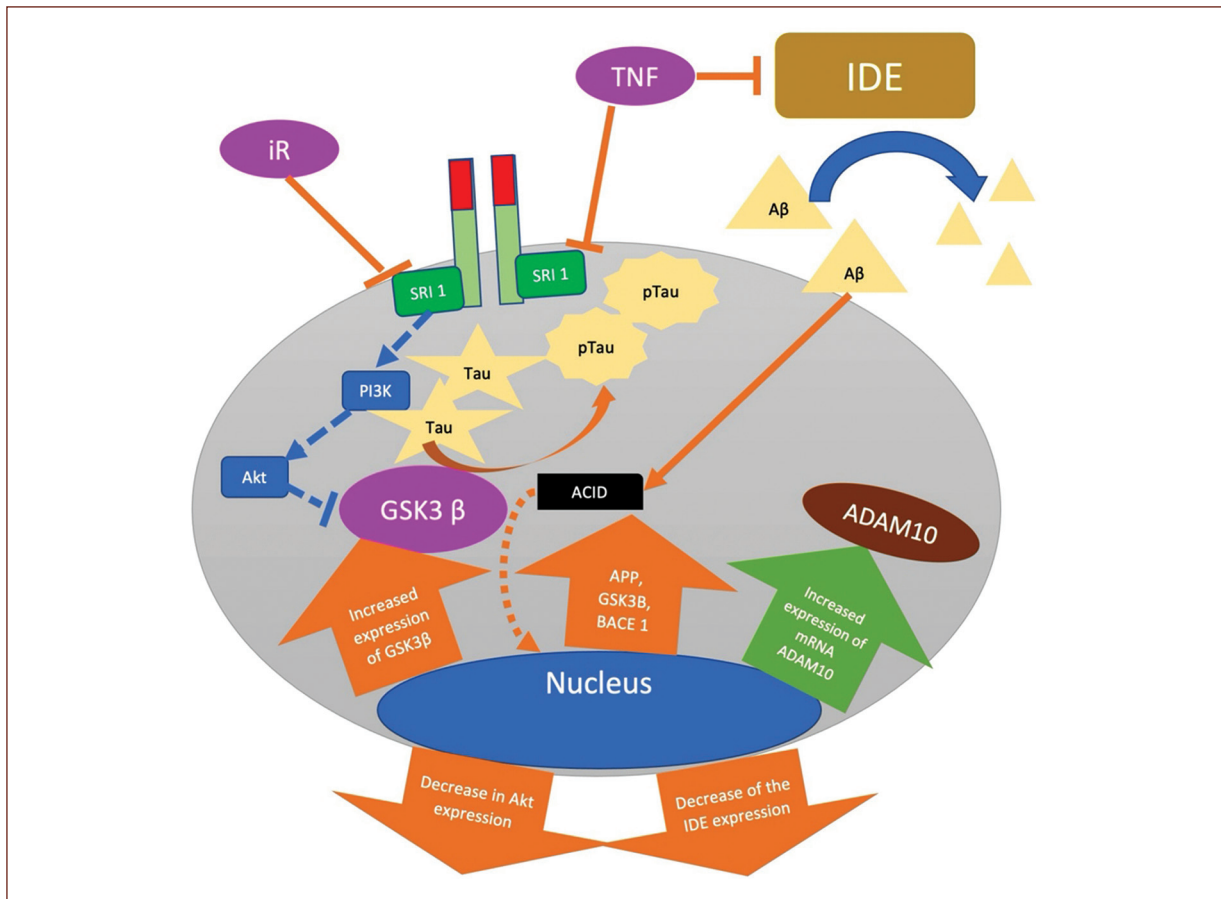 TNF
IDE
iR
Aβ
Aβ
SRI 1
SRI 1
pTau
pTau
Tau
PI3K
Tau
Akt
GSK3 β
ACID
ADAM10
Increased
expression
of GSK3β
APP,
GSK3B,
BACE 1
Increased
expression of
mRNA
ADAM10
Nucleus
Decrease in Akt
expression
Decrease of the
IDE expression